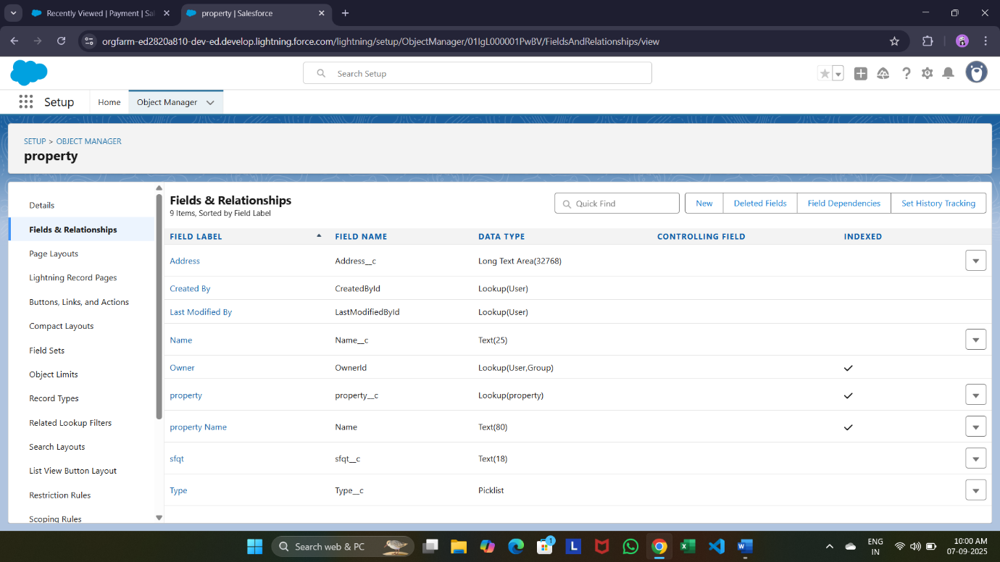 Recently Viewed | Payment | Sal
property | Salesforce
orgfarm-ed2820a810-dev-ed.develop.lightning.force.com/lightning/setup/ObjectManager/01IgL000001PwBV/FieldsAndRelationships/view
Search Setup
Setup
Home
Object Manager
SETUP > OBJECT MANAGER
property
Details
Fields & Relationships
Page Layouts
Lightning Record Pages
Buttons, Links, and Actions
Compact Layouts
Field Sets
Object Limits
Record Types
Related Lookup Filters
Search Layouts
List View Button Layout
Restriction Rules
Scoping Rules
Fields & Relationships
9 Items, Sorted by Field Label
Quick Find
New
Deleted Fields
Field Dependencies
Set History Tracking
FIELD LABEL FIELD NAME DATA TYPE CONTROLLING FIELD INDEXED
Address Address__c Long Text Area(32768)
Created By CreatedById Lookup(User)
Last Modified By LastModifiedById Lookup(User)
Name Name__c Text(25)
Owner OwnerId Lookup(User,Group)
property property__c Lookup(property)
property Name Name Text(80)
sfqt sfqt__c Text(18)
Type Type__c Picklist
Search web & PC
1
L
ENG
IN
10:00 AM
07-09-2025